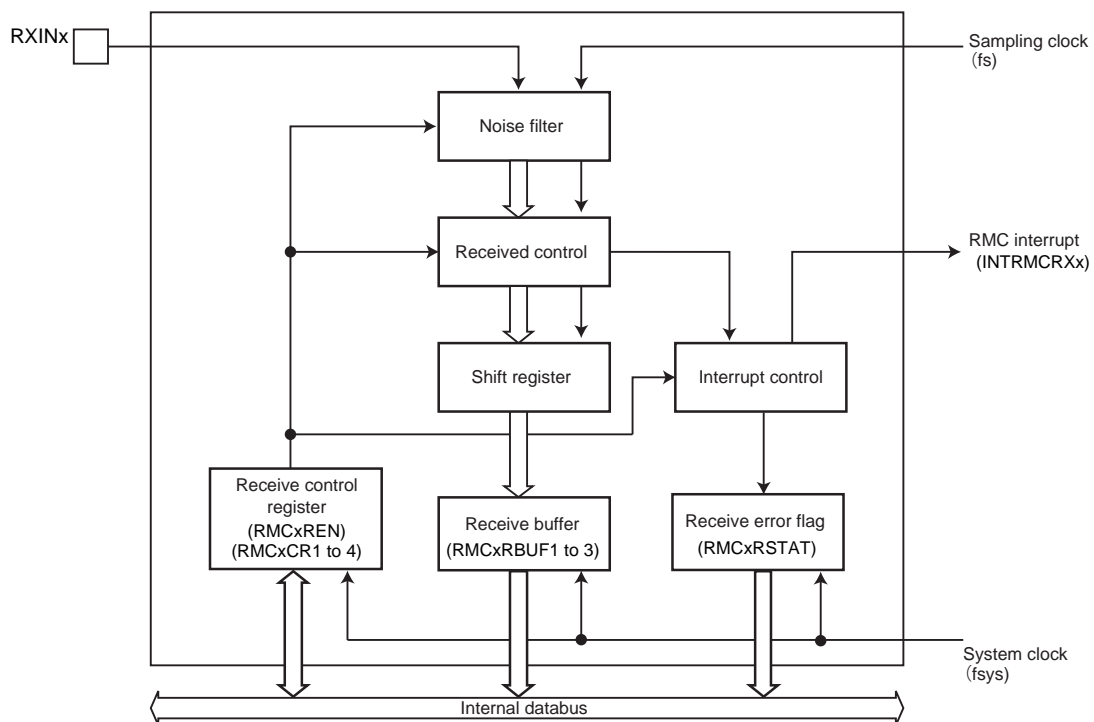 RXINx
Sampling clock
(fs)
Noise filter
Received control
RMC interrupt
(INTRMCRXx)
Shift register
Interrupt control
Receive control
register
(RMCxREN)
(RMCxCR1 to 4)
Receive buffer
(RMCxRBUF1 to 3)
Receive error flag
(RMCxRSTAT)
System clock
(fsys)
Internal databus